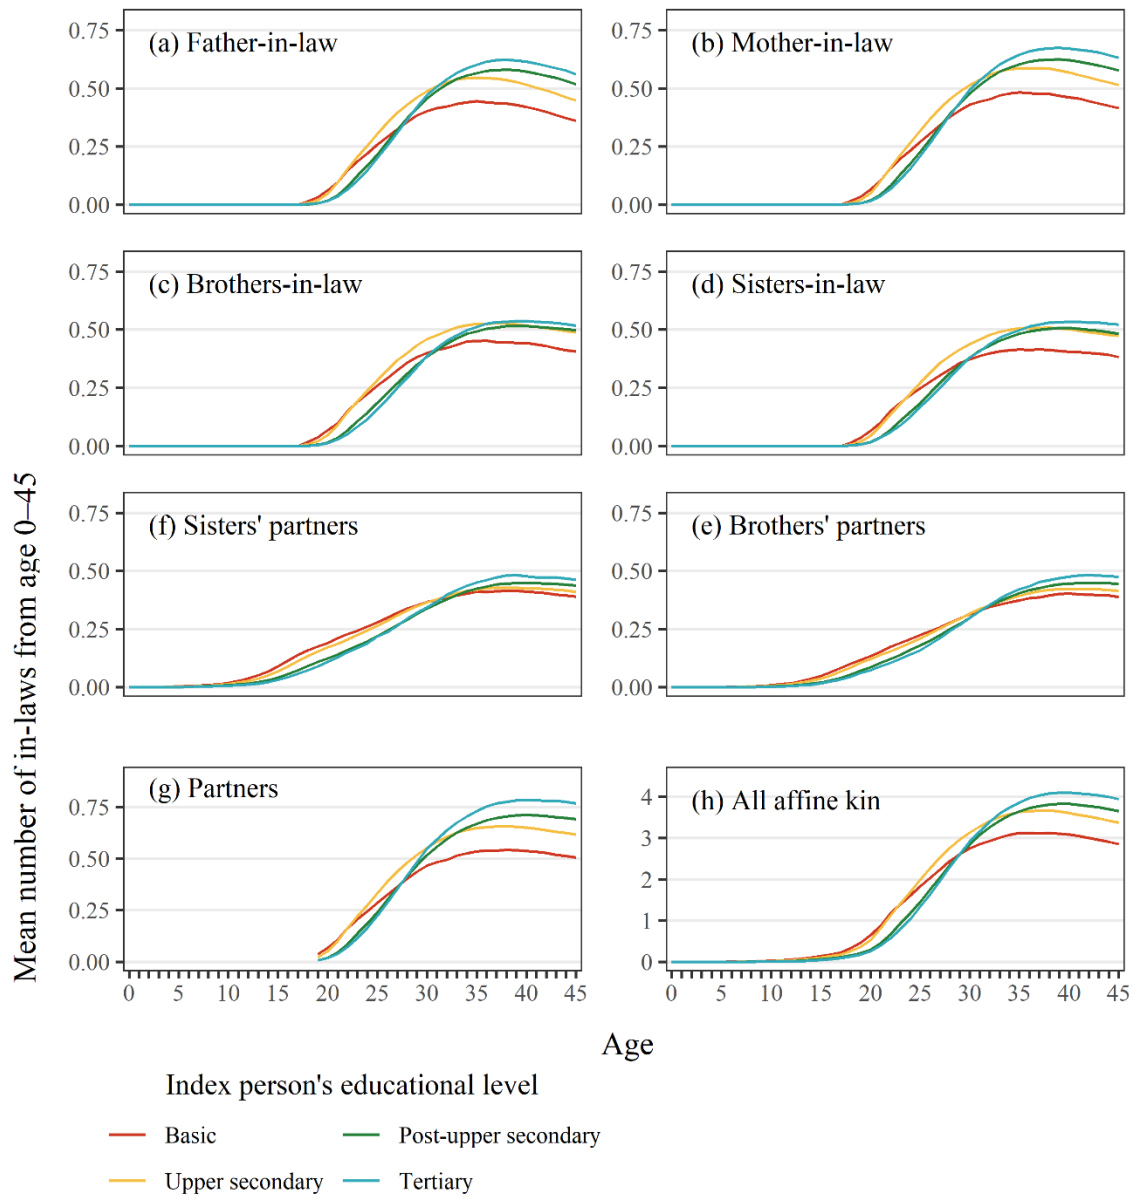 (a) Father-in-law
0.75
0.50
0.25
0.00
(b) Mother-in-law
0.75
0.50
0.25
0.00
(c) Brothers-in-law
0.75
0.50
0.25
0.00
(d) Sisters-in-law
0.75
0.50
0.25
0.00
(f) Sisters' partners
0.75
0.50
0.25
0.00
(e) Brothers' partners
0.75
0.50
0.25
0.00
(g) Partners
0.75
0.50
0.25
0.00
0 5 10 15 20 25 30 35 40 45
(h) All affine kin
4
3
2
1
0
0 5 10 15 20 25 30 35 40 45
Mean number of in-laws from age 0–45
Age
Index person's educational level
Basic
Post-upper secondary
Upper secondary
Tertiary